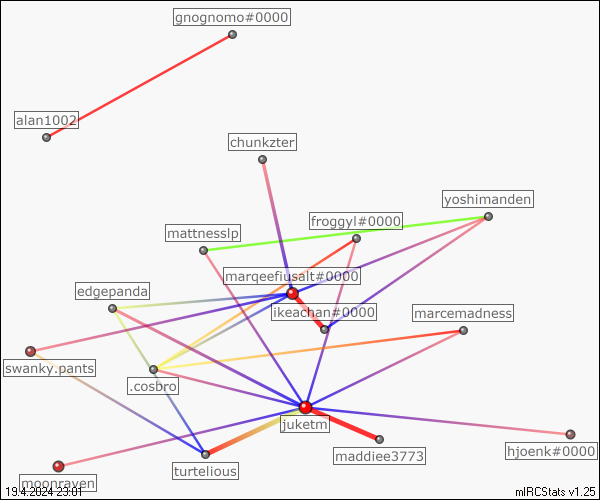 gnognomo#0000
alan1002
chunkzter
yoshimanden
froggyl#0000
mattnesslp
marqeefiusalt#0000
edgepanda
ikeachan#0000
marcemadness
swanky.pants
.cosbro
juketm
maddiee3773
hjoenk#0000
turtelious
moonraven
19.4.2024 23:01
mIRCStats v1.25